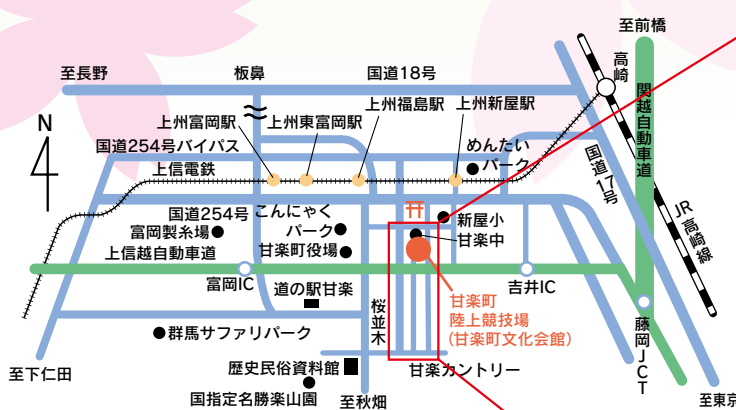 至前橋
至長野
板鼻
国道18号
高崎
関越自動車道
上州福島駅
上州新屋駅
上州富岡駅
上州東富岡駅
N
国道254号バイパス
めんたい
パーク
上信電鉄
国道17号
JR高崎線
国道254号
こんにゃく
パーク
新屋小
富岡製糸場
甘楽中
上信越自動車道
甘楽町役場
富岡IC
吉井IC
道の駅甘楽
桜並木
甘楽町
陸上競技場
(甘楽町文化会館)
藤岡JCT
群馬サファリパーク
至下仁田
歴史民俗資料館
甘楽カントリー
国指定名勝楽山園
至秋畑
至東京